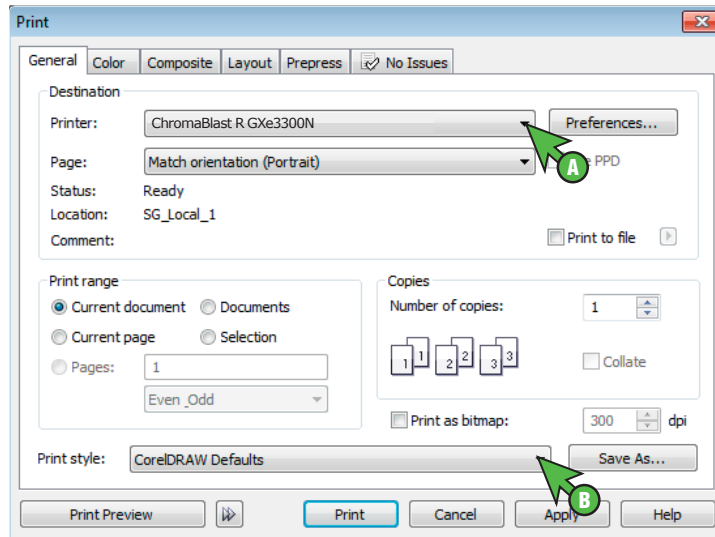 Print
General Color Composite Layout Prepress No Issues
Destination
Printer: ChromaBlast R GXe3300N Preferences...
Page: Match orientation (Portrait) PPD
A
Status: Ready
Location: SG_Local_1
Comment: Print to file
Print range Copies
Current document Documents Number of copies: 1
Current page Selection
1 1 2 2 3 3
Pages: 1 Collate
Even_Odd
Print as bitmap: 300 dpi
Print style: CorelDRAW Defaults Save As...
B
Print Preview Print Cancel Apply Help